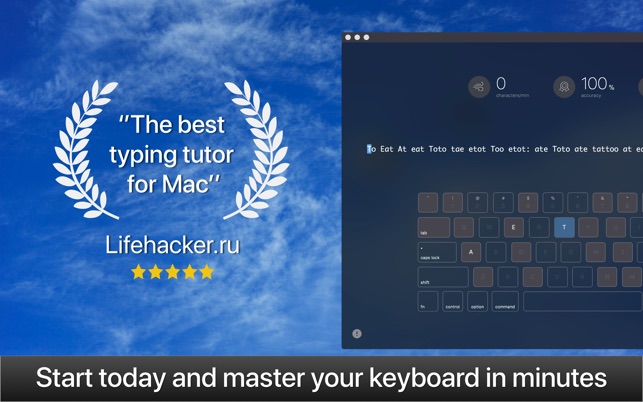 0
characters/min
100%
accuracy
"The best
typing tutor
for Mac"
Lifehacker.ru
To Eat At eat Toto tae etot Too etot: ate Toto ate tattoo at
E
T
A
tab
caps lock
shift
fn
control
option
command
Start today and master your keyboard in minutes